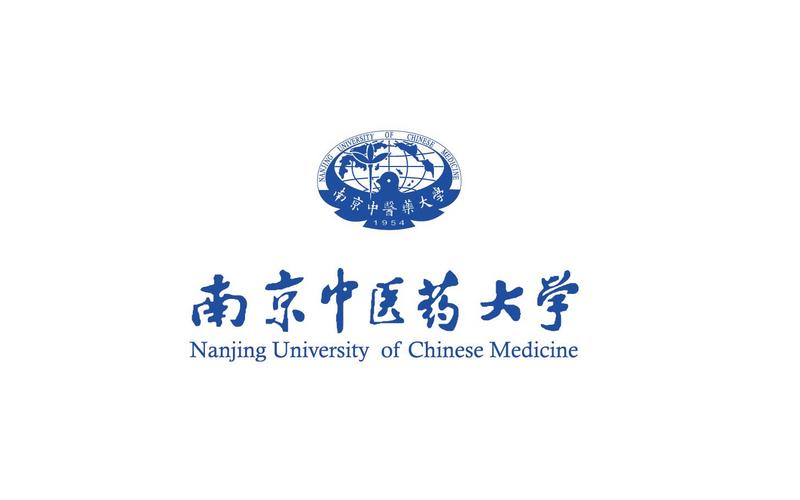 NANJING UNIVERSITY OF CHINESE MEDICINE
南京中醫藥大学
1954
南京中医药大学
Nanjing University of Chinese Medicine